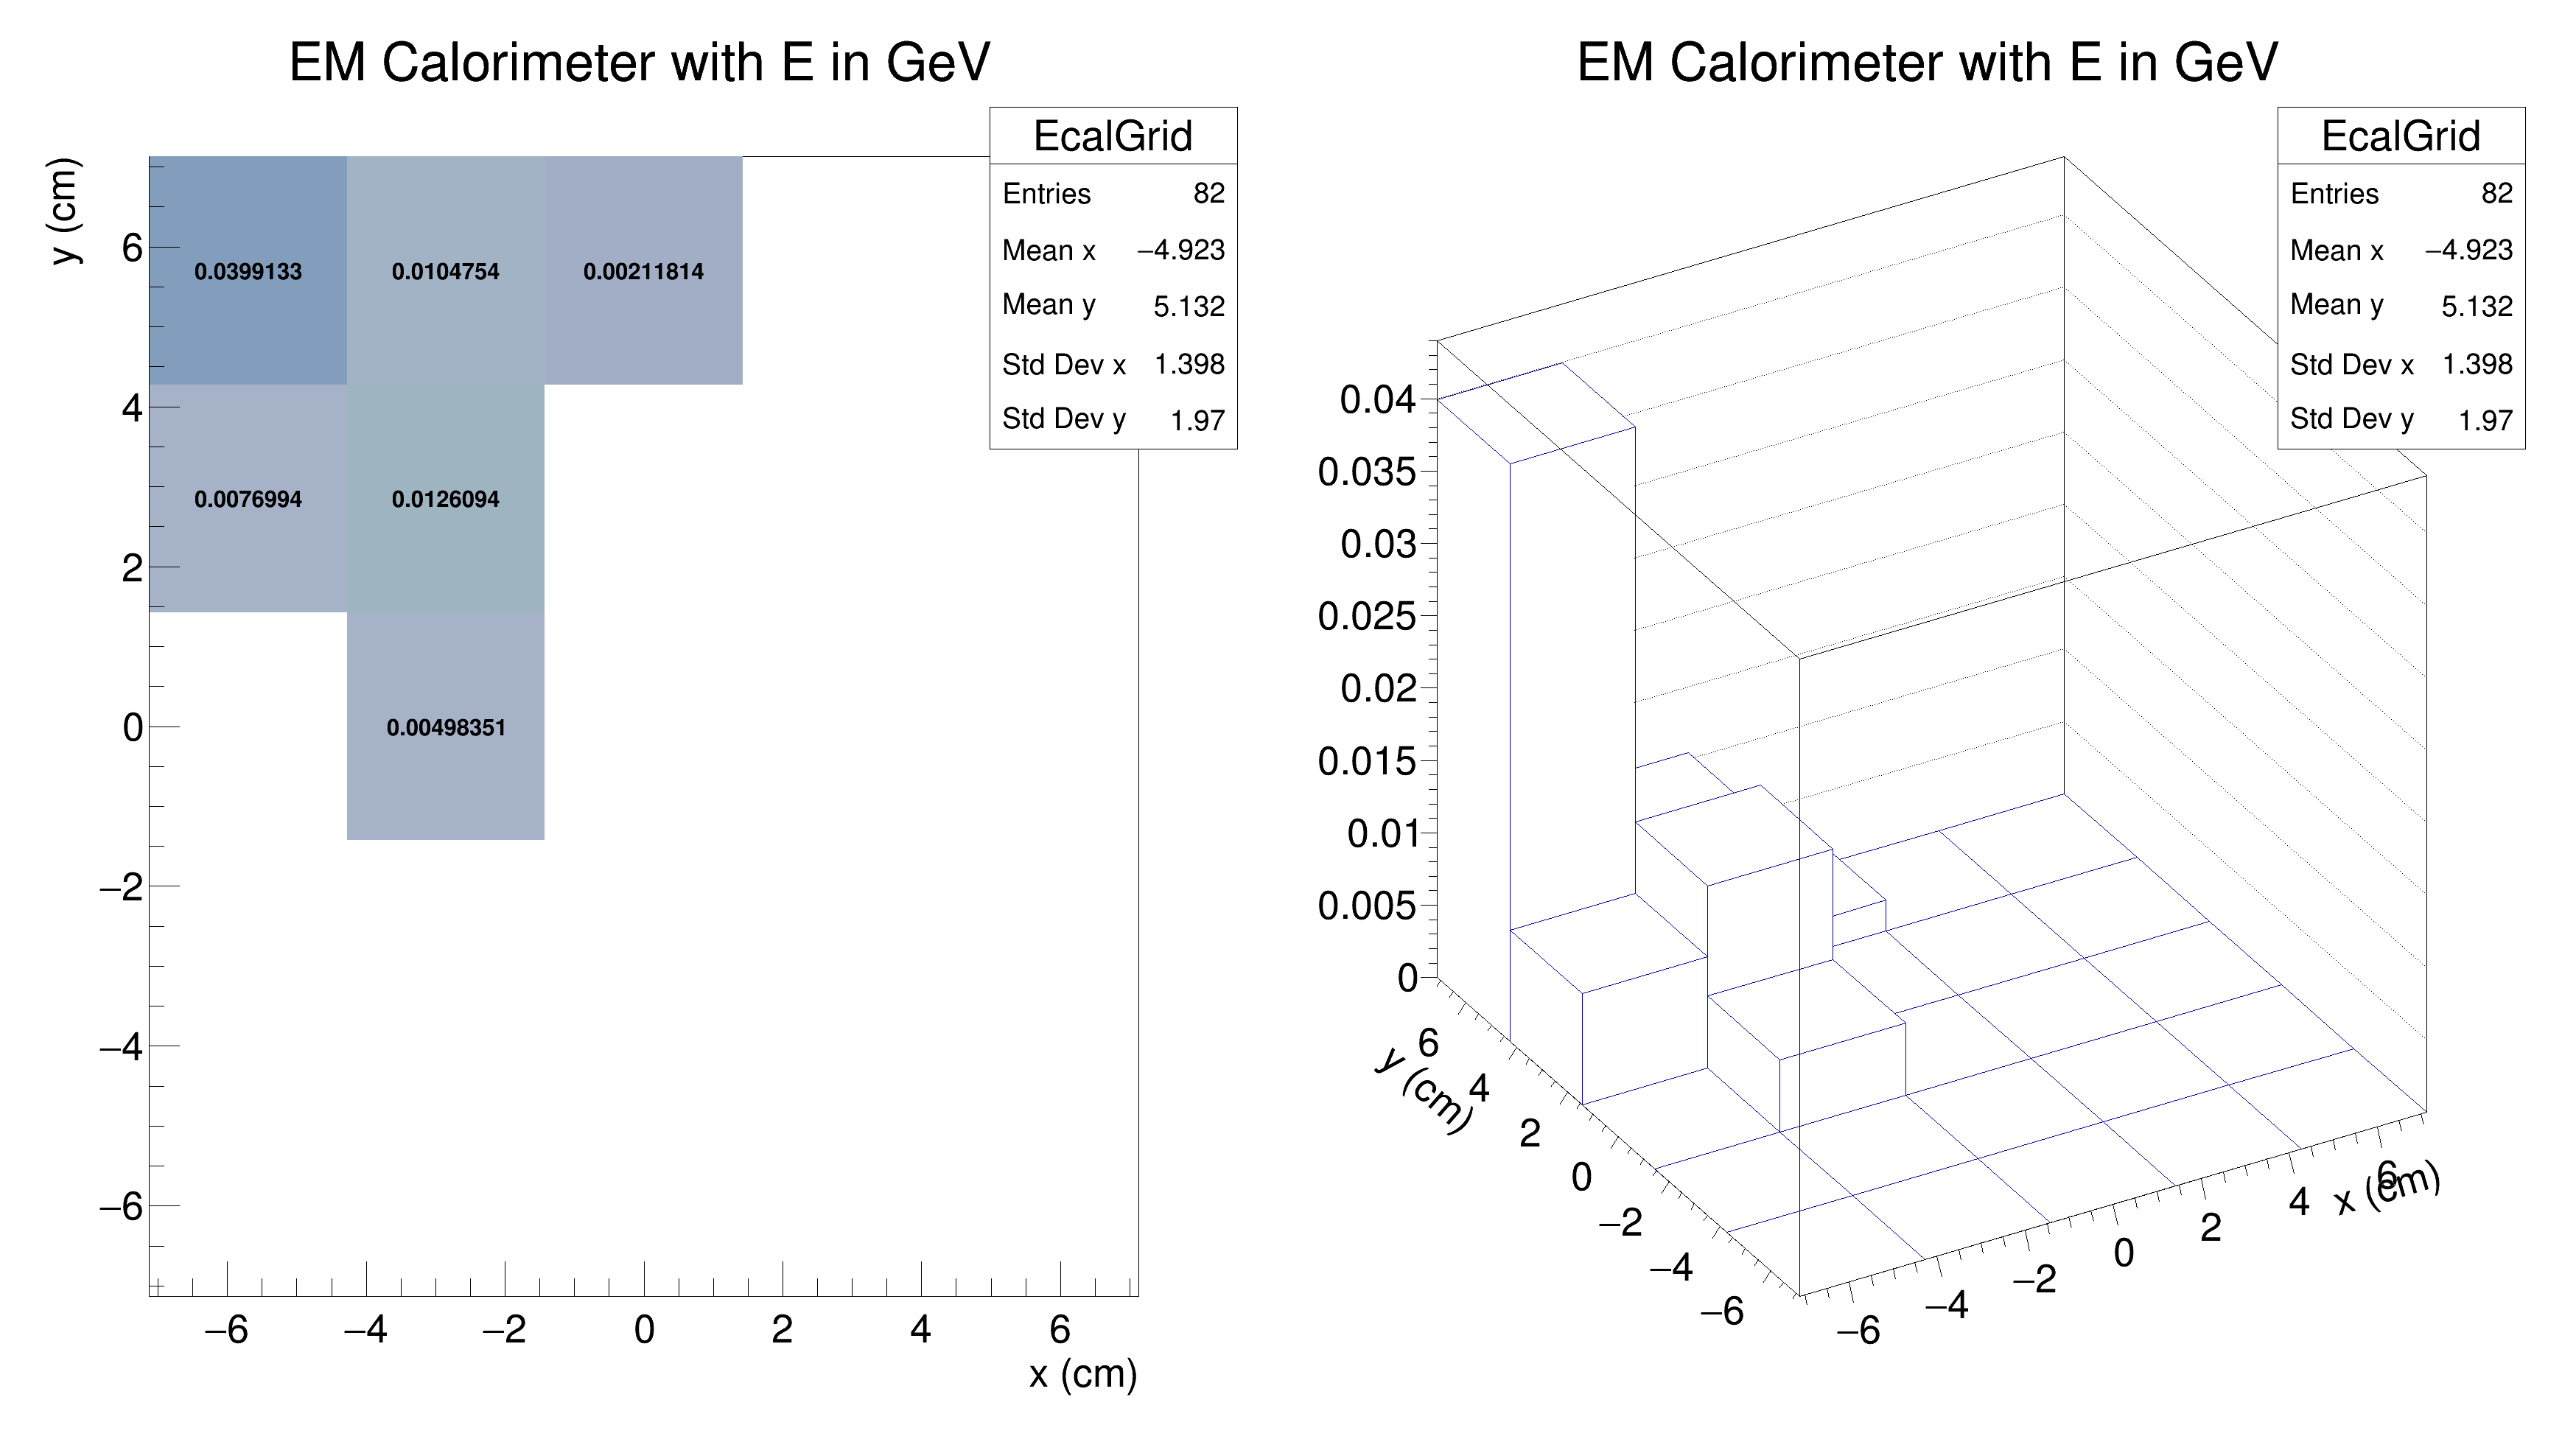 EM Calorimeter with E in GeV
EcalGrid
Entries 82
Mean x −4.923
Mean y 5.132
Std Dev x 1.398
Std Dev y 1.97
y (cm)
6
4
2
0
−2
−4
−6
0.0399133 0.0104754 0.00211814
0.0076994 0.0126094
0.00498351
−6 −4 −2 0 2 4 6
x (cm)
EM Calorimeter with E in GeV
EcalGrid
Entries 82
Mean x −4.923
Mean y 5.132
Std Dev x 1.398
Std Dev y 1.97
0.04
0.035
0.03
0.025
0.02
0.015
0.01
0.005
0
y (cm)
6
4
2
0
−2
−4
−6
−6 −4 −2 0 2 4 6
x (cm)